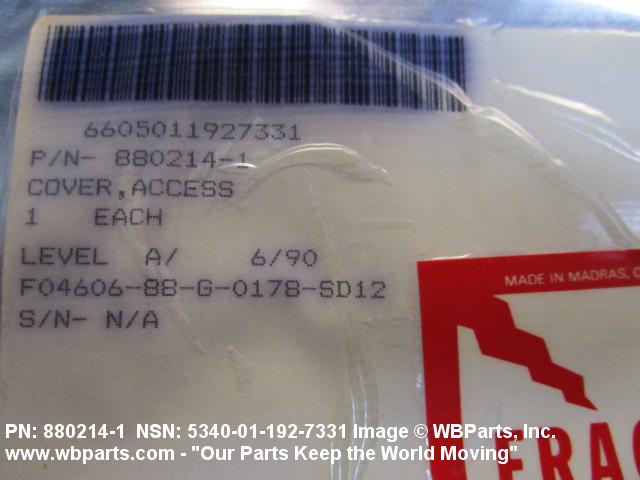 6605011927331
P/N- 880214-1
COVER,ACCESS
1 EACH
LEVEL A/ 6/90
F04606-88-G-0178-SD12
S/N- N/A
MADE IN MADRAS, O
FRAG
PN: 880214-1 NSN: 5340-01-192-7331 Image © WBParts, Inc.
www.wbparts.com - "Our Parts Keep the World Moving"